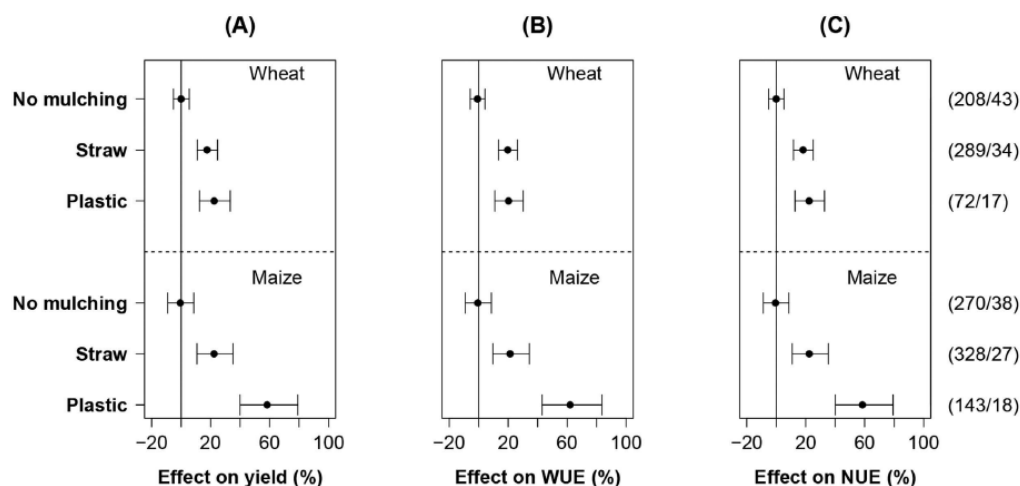 (A) (B) (C)
Wheat Wheat Wheat
No mulching (208/43)
Straw (289/34)
Plastic (72/17)
Maize Maize Maize
No mulching (270/38)
Straw (328/27)
Plastic (143/18)
−20 20 60 100 −20 20 60 100 −20 20 60 100
Effect on yield (%) Effect on WUE (%) Effect on NUE (%)